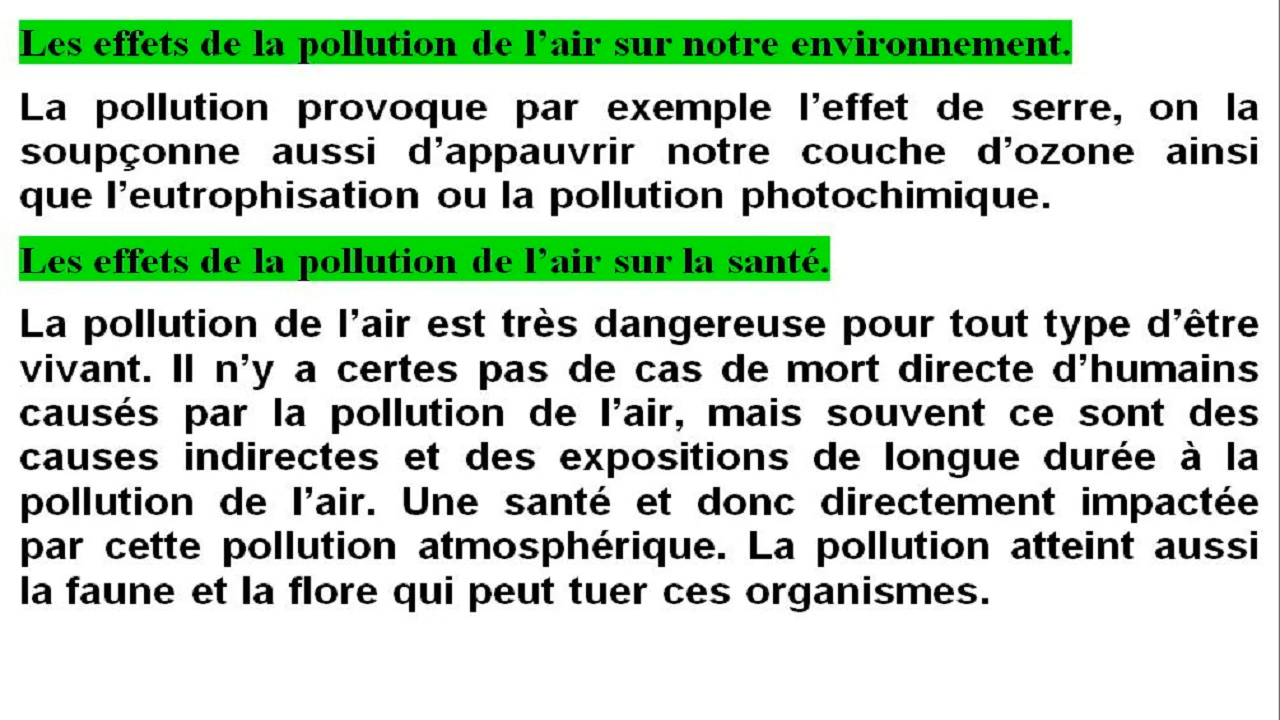 Les effets de la pollution de l’air sur notre environnement.
La pollution provoque par exemple l’effet de serre, on la
soupçonne aussi d’appauvrir notre couche d’ozone ainsi
que l’eutrophisation ou la pollution photochimique.
Les effets de la pollution de l’air sur la santé.
La pollution de l’air est très dangereuse pour tout type d’être
vivant. Il n’y a certes pas de cas de mort directe d’humains
causés par la pollution de l’air, mais souvent ce sont des
causes indirectes et des expositions de longue durée à la
pollution de l’air. Une santé et donc directement impactée
par cette pollution atmosphérique. La pollution atteint aussi
la faune et la flore qui peut tuer ces organismes.